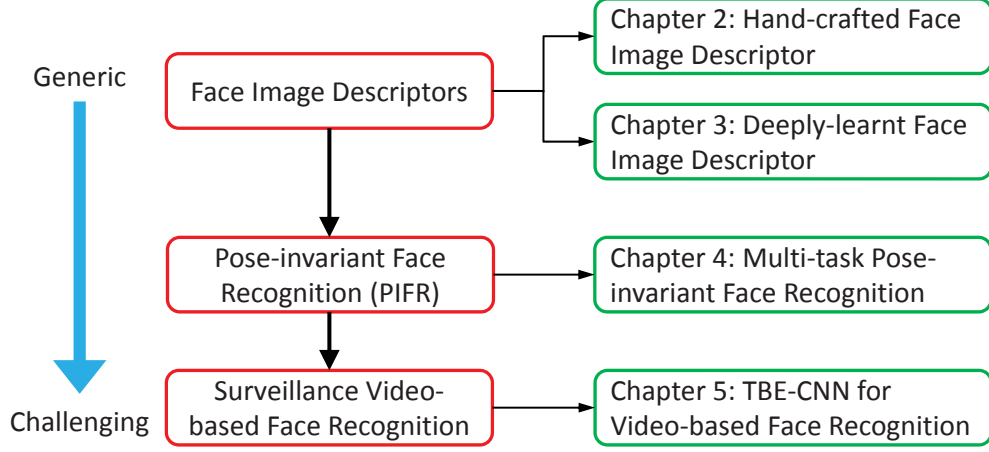 Generic
Challenging
Face Image Descriptors
Pose-invariant Face
Recognition (PIFR)
Surveillance Video-
based Face Recognition
Chapter 2: Hand-crafted Face
Image Descriptor
Chapter 3: Deeply-learnt Face
Image Descriptor
Chapter 4: Multi-task Pose-
invariant Face Recognition
Chapter 5: TBE-CNN for
Video-based Face Recognition